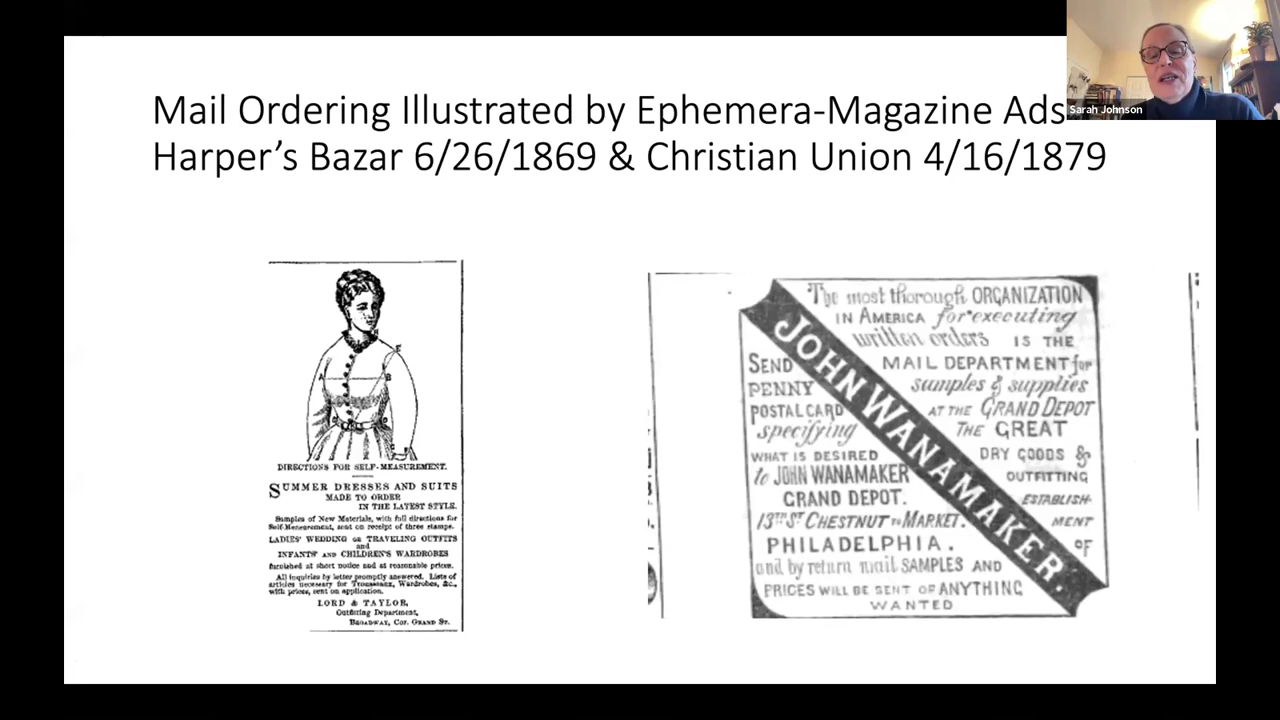 Mail Ordering Illustrated by Ephemera-Magazine Ads
Harper's Bazar 6/26/1869 & Christian Union 4/16/1879
Sarah Johnson
A
B
E
DIRECTIONS FOR SELF-MEASUREMENT.
SUMMER DRESSES AND SUITS
MADE TO ORDER
IN THE LATEST STYLE.
Samples of New Materials, with full directions for
Self-Measurement, sent on receipt of three stamps.
LADIES' WEDDING OR TRAVELING OUTFITS
and
INFANTS' AND CHILDREN'S WARDROBES
furnished at short notice and at reasonable prices.
All inquiries by letter promptly answered. Lists of
articles necessary for Trousseaux, Wardrobes, &c.,
with prices, sent on application.
LORD & TAYLOR,
Outfitting Department,
BROADWAY, Cor. GRAND ST.
The most thorough ORGANIZATION
IN AMERICA for executing
written orders IS THE
MAIL DEPARTMENT for
samples & supplies
AT THE GRAND DEPOT
THE GREAT
DRY GOODS &
OUTFITTING
ESTABLISH-
MENT
OF
JOHN WANAMAKER.
SEND
PENNY
POSTAL CARD
specifying
WHAT IS DESIRED
to JOHN WANAMAKER
GRAND DEPOT.
13TH ST CHESTNUT TO MARKET.
PHILADELPHIA.
and by return mail SAMPLES AND
PRICES WILL BE SENT OF ANYTHING
WANTED